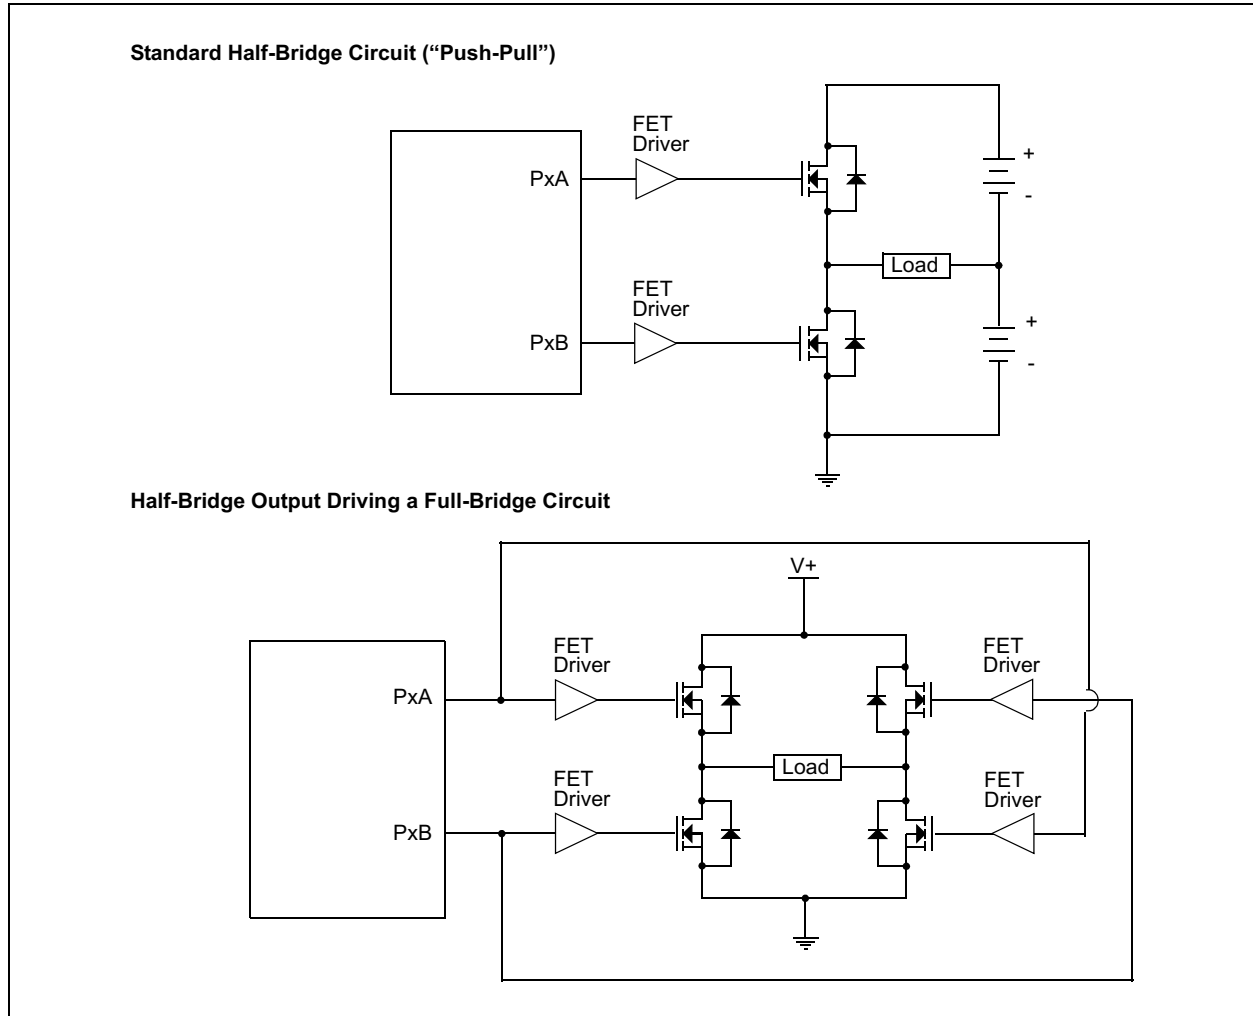 Standard Half-Bridge Circuit (“Push-Pull”)
FET
Driver
PxA
+
-
Load
FET
Driver
PxB
+
-
Half-Bridge Output Driving a Full-Bridge Circuit
V+
FET
Driver
FET
Driver
PxA
Load
FET
Driver
FET
Driver
PxB